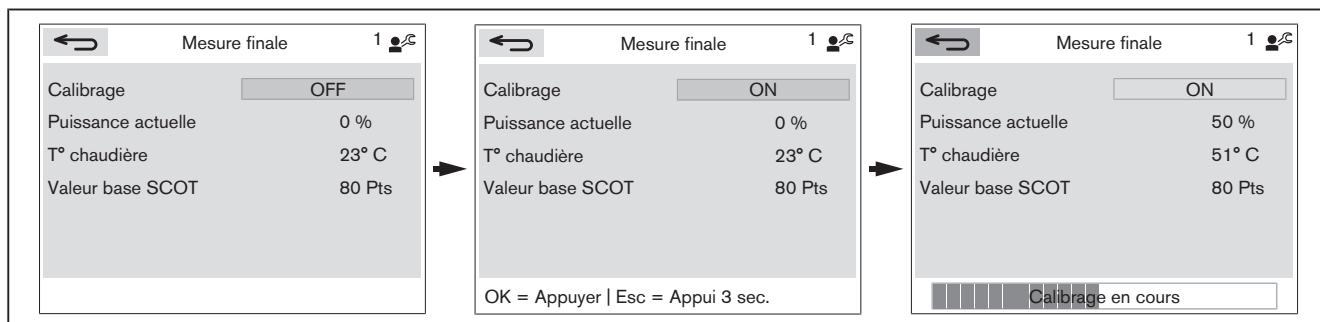 Mesure finale 1
Calibrage OFF
Puissance actuelle 0 %
T° chaudière 23° C
Valeur base SCOT 80 Pts
Mesure finale 1
Calibrage ON
Puissance actuelle 0 %
T° chaudière 23° C
Valeur base SCOT 80 Pts
OK = Appuyer | Esc = Appui 3 sec.
Mesure finale 1
Calibrage ON
Puissance actuelle 50 %
T° chaudière 51° C
Valeur base SCOT 80 Pts
Calibrage en cours